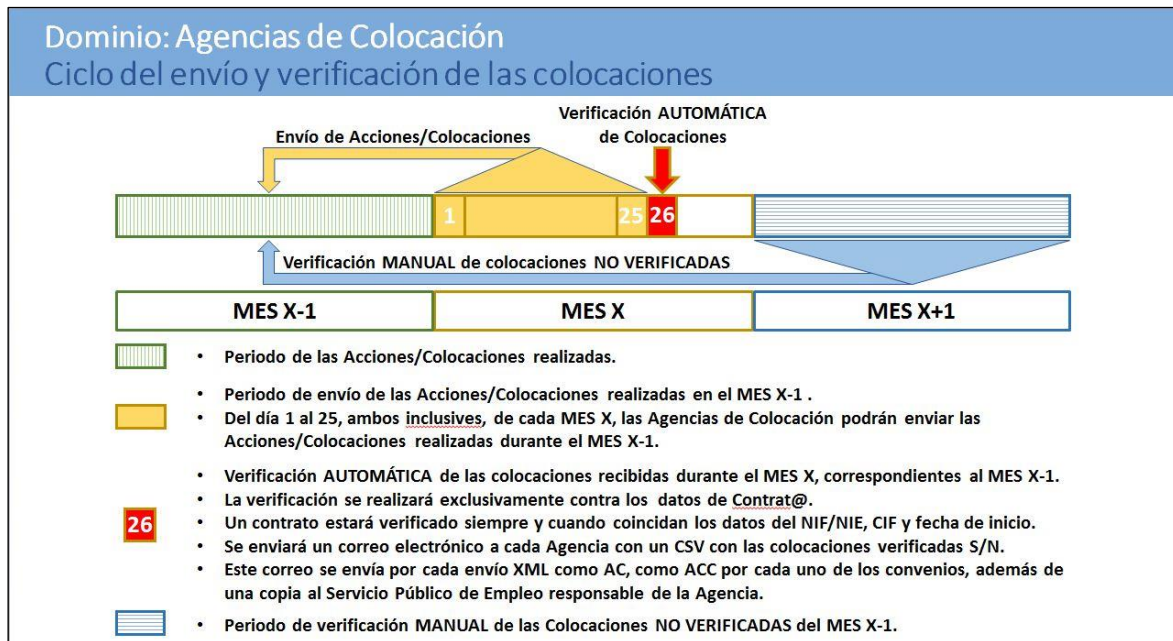 Dominio: Agencias de Colocación
Ciclo del envío y verificación de las colocaciones
Verificación AUTOMÁTICA
de Colocaciones
Envío de Acciones/Colocaciones
1
25
26
Verificación MANUAL de colocaciones NO VERIFICADAS
MES X-1
MES X
MES X+1
• Periodo de las Acciones/Colocaciones realizadas.
• Periodo de envío de las Acciones/Colocaciones realizadas en el MES X-1 .
• Del día 1 al 25, ambos inclusives, de cada MES X, las Agencias de Colocación podrán enviar las
Acciones/Colocaciones realizadas durante el MES X-1.
• Verificación AUTOMÁTICA de las colocaciones recibidas durante el MES X, correspondientes al MES X-1.
• La verificación se realizará exclusivamente contra los datos de Contrat@.
26
• Un contrato estará verificado siempre y cuando coincidan los datos del NIF/NIE, CIF y fecha de inicio.
• Se enviará un correo electrónico a cada Agencia con un CSV con las colocaciones verificadas S/N.
• Este correo se envía por cada envío XML como AC, como ACC por cada uno de los convenios, además de
una copia al Servicio Público de Empleo responsable de la Agencia.
• Periodo de verificación MANUAL de las Colocaciones NO VERIFICADAS del MES X-1.